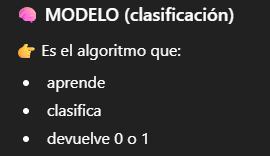 🧠 MODELO (clasificación)
👉 Es el algoritmo que:
• aprende
• clasifica
• devuelve 0 o 1